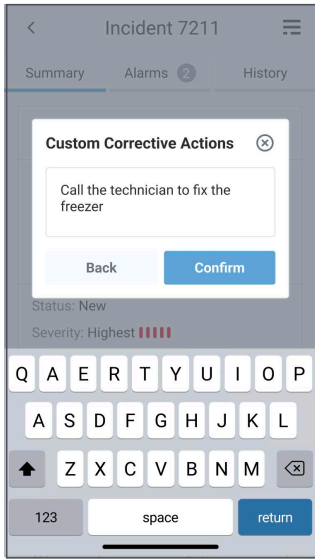 Incident 7211
Summary
Alarms 2
History
Custom Corrective Actions
Call the technician to fix the
freezer
Back
Confirm
Status: New
Severity: Highest
Q A E R T Y U I O P
A S D F G H J K L
Z X C V B N M
123
space
return